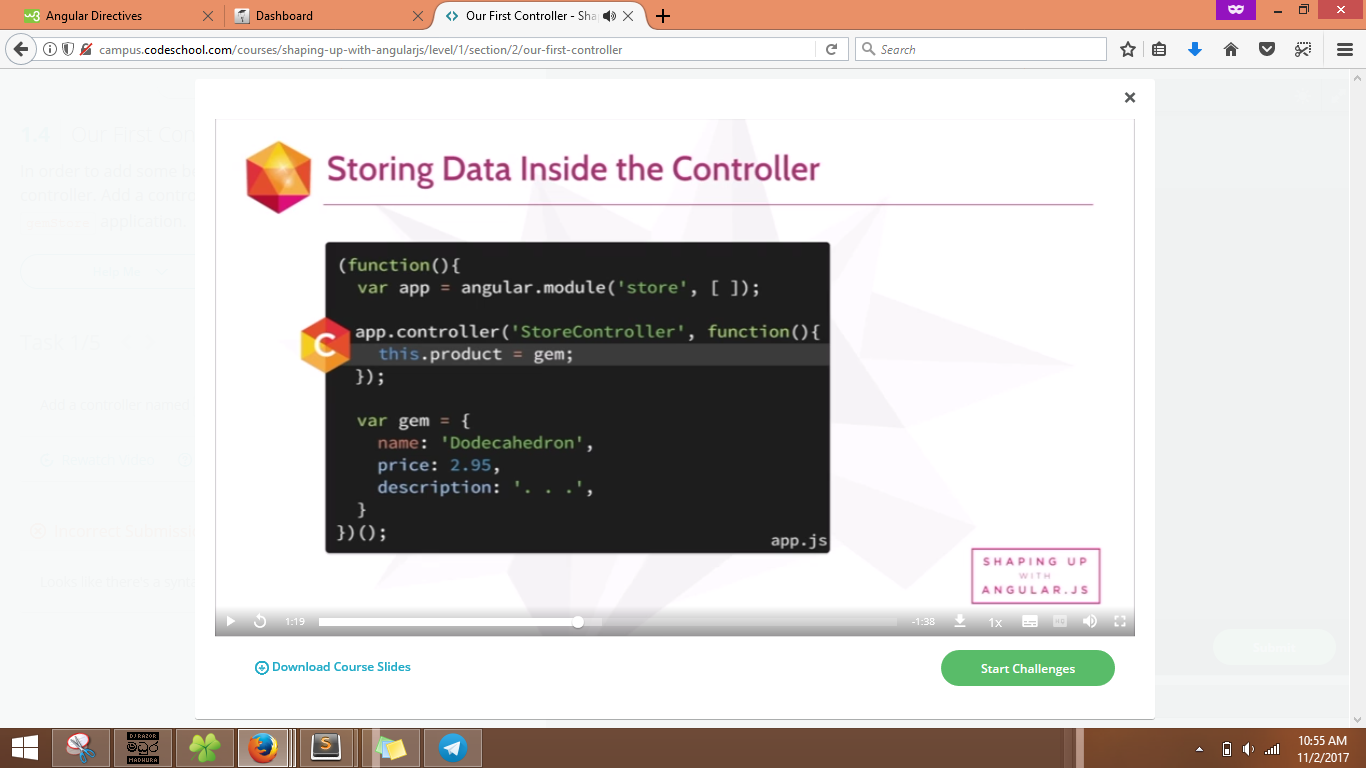 Angular Directives
Dashboard
Our First Controller - Sha
campus.codeschool.com/courses/shaping-up-with-angularjs/level/1/section/2/our-first-controller
Search
Storing Data Inside the Controller
(function(){
var app = angular.module('store', [ ]);
C
app.controller('StoreController', function(){
this.product = gem;
});
var gem = {
name: 'Dodecahedron',
price: 2.95,
description: '. . .',
}
})();
app.js
SHAPING UP
WITH
ANGULAR.JS
1:19
-1:38
1x
Download Course Slides
Start Challenges
DJ RAZOR
MADHURA
S
10:55 AM
11/2/2017